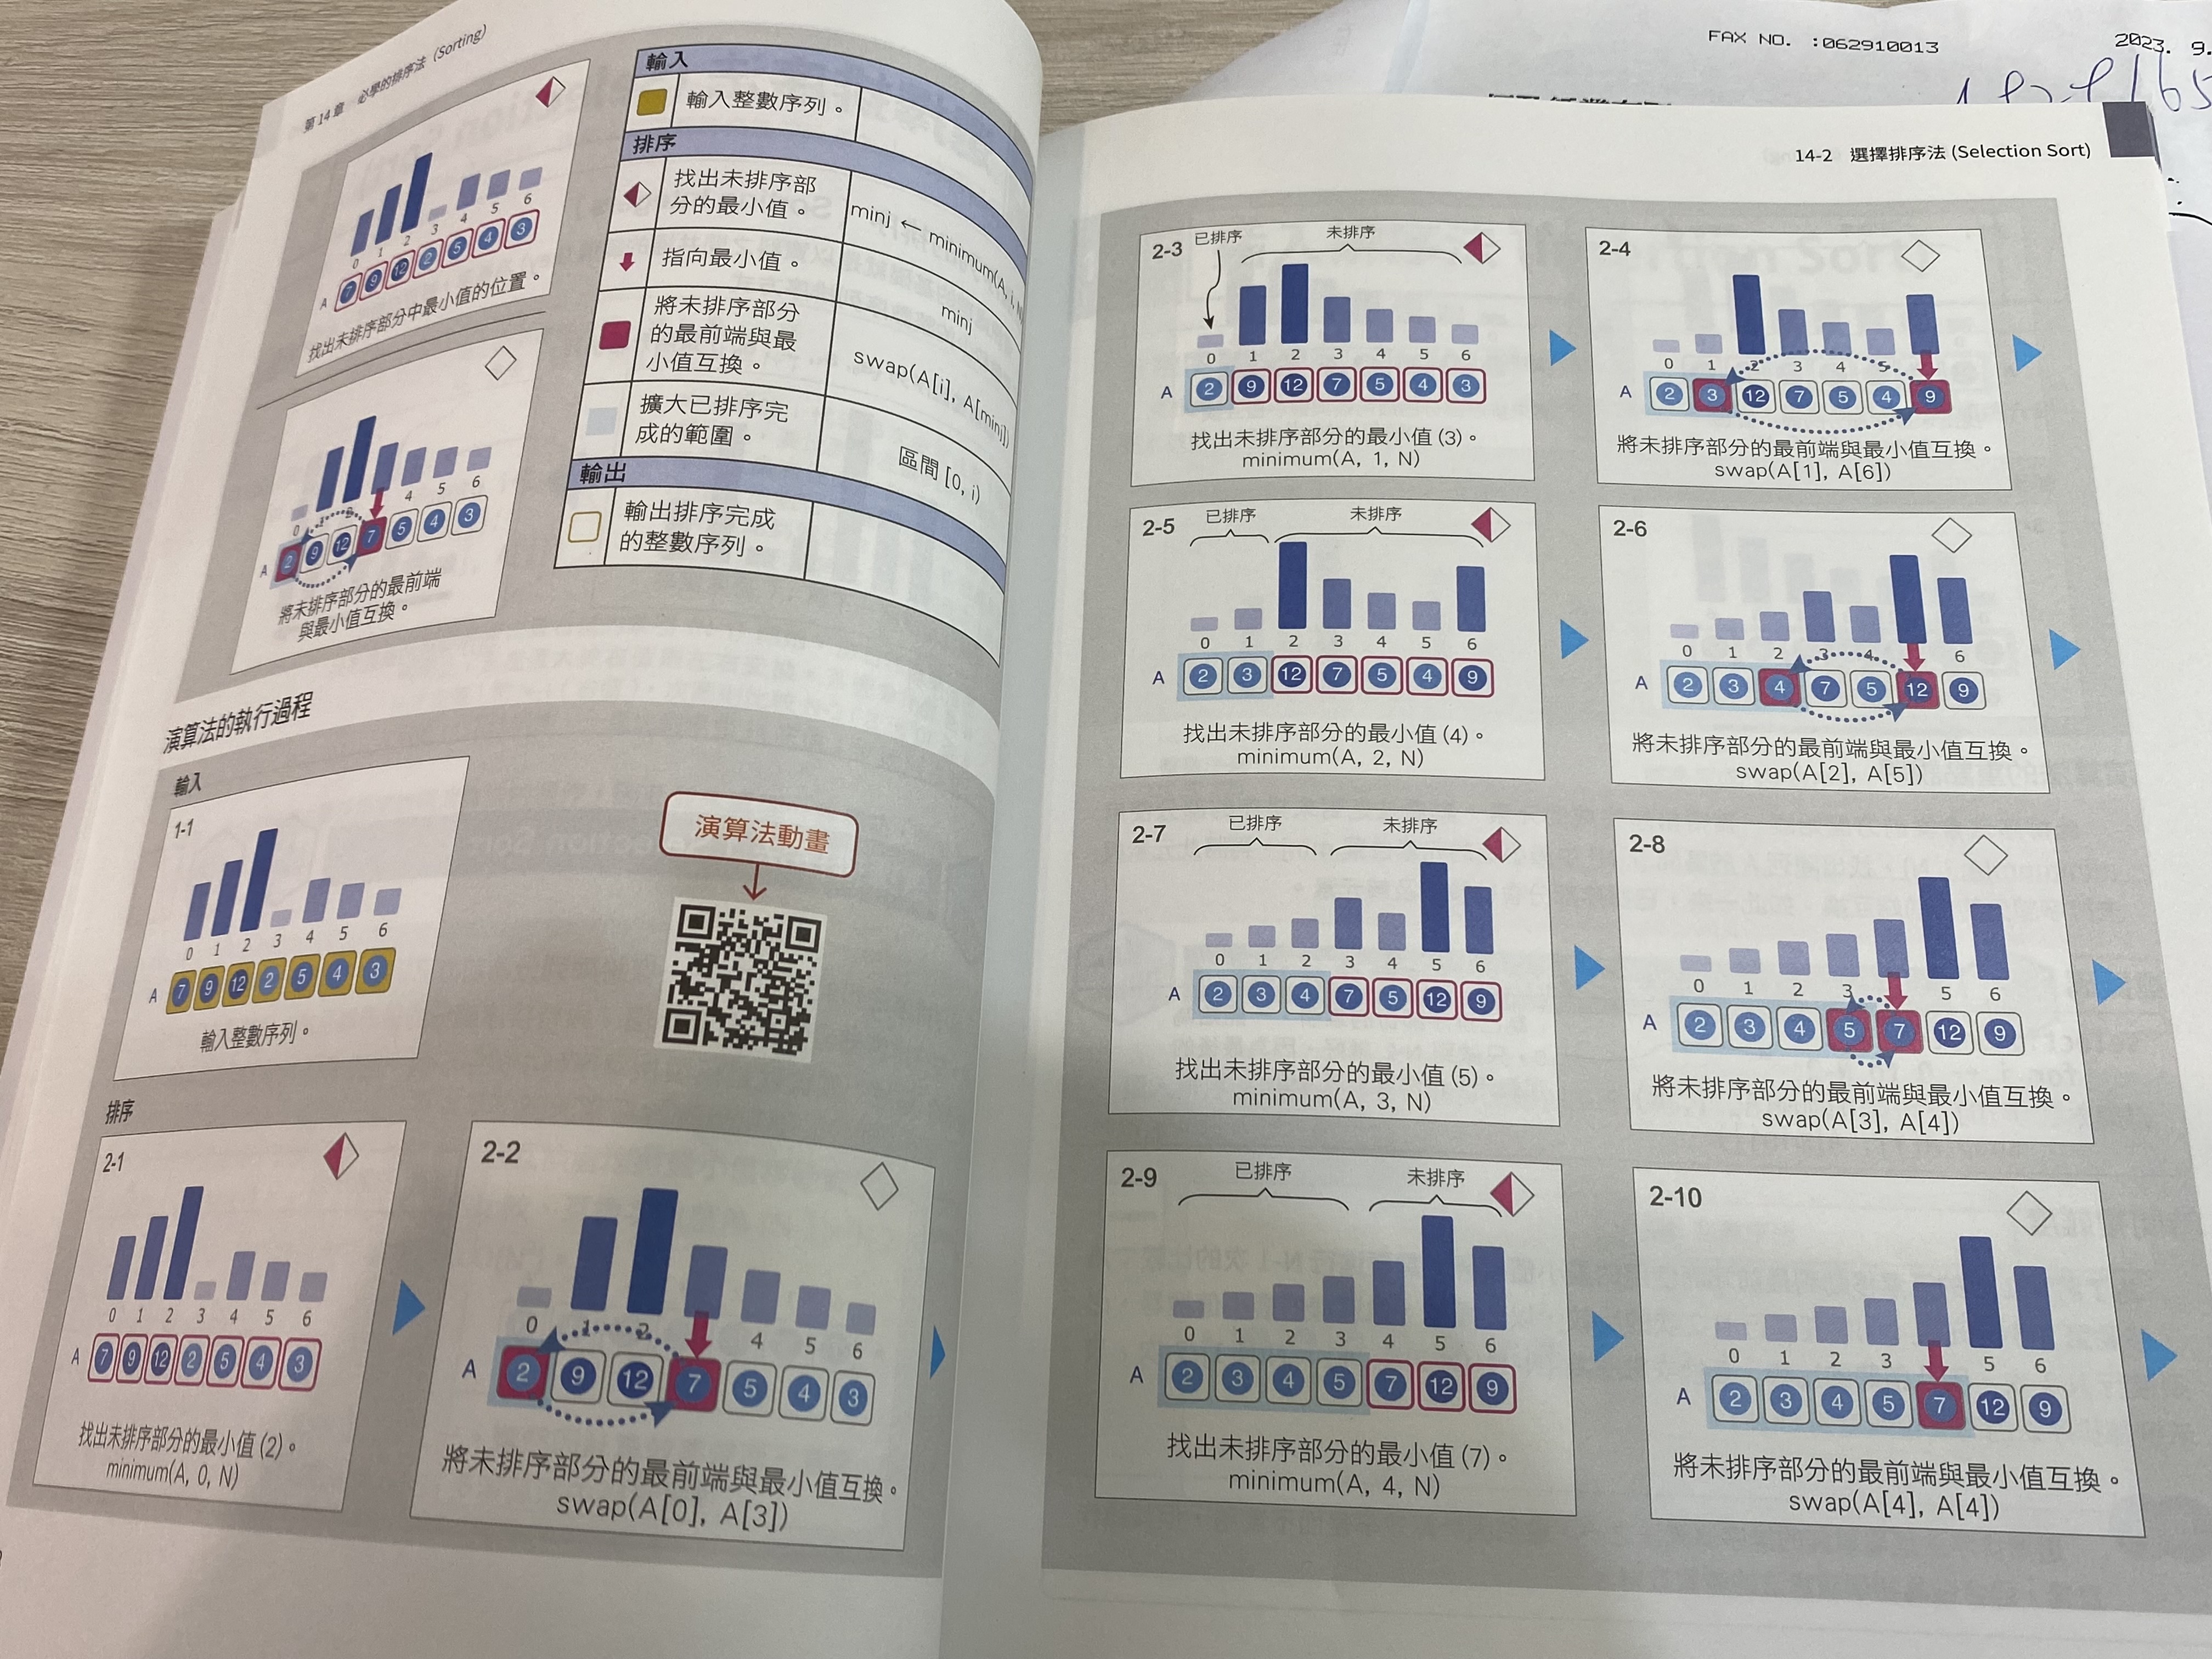 第14章 必學的排序法 (Sorting)
0 1 2 3 4 5 6
A 7 9 12 2 5 4 3
找出未排序部分中最小值的位置。
0 1 2 4 5 6
A 2 9 12 7 5 4 3
將未排序部分的最前端
與最小值互換。
輸入
輸入整數序列。
排序
找出未排序部
分的最小值。
minj ← minimum(A, i, N
指向最小值。
minj
將未排序部分
的最前端與最
小值互換。
swap(A[i], A[minj])
擴大已排序完
成的範圍。
區間 [0, i)
輸出
輸出排序完成
的整數序列。
演算法的執行過程
輸入
1-1
0 1 2 3 4 5 6
A 7 9 12 2 5 4 3
輸入整數序列。
演算法動畫
排序
2-1
0 1 2 3 4 5 6
A 7 9 12 2 5 4 3
找出未排序部分的最小值 (2)。
minimum(A, 0, N)
2-2
0 1 2 4 5 6
A 2 9 12 7 5 4 3
將未排序部分的最前端與最小值互換。
swap(A[0], A[3])
FAX NO. :062910013
2023. 9.
14-2 選擇排序法 (Selection Sort)
2-3 已排序 未排序
0 1 2 3 4 5 6
A 2 9 12 7 5 4 3
找出未排序部分的最小值 (3)。
minimum(A, 1, N)
2-4
0 1 2 3 4 5
A 2 3 12 7 5 4 9
將未排序部分的最前端與最小值互換。
swap(A[1], A[6])
2-5 已排序 未排序
0 1 2 3 4 5 6
A 2 3 12 7 5 4 9
找出未排序部分的最小值 (4)。
minimum(A, 2, N)
2-6
0 1 2 3 4 6
A 2 3 4 7 5 12 9
將未排序部分的最前端與最小值互換。
swap(A[2], A[5])
2-7 已排序 未排序
0 1 2 3 4 5 6
A 2 3 4 7 5 12 9
找出未排序部分的最小值 (5)。
minimum(A, 3, N)
2-8
0 1 2 3 5 6
A 2 3 4 5 7 12 9
將未排序部分的最前端與最小值互換。
swap(A[3], A[4])
2-9 已排序 未排序
0 1 2 3 4 5 6
A 2 3 4 5 7 12 9
找出未排序部分的最小值 (7)。
minimum(A, 4, N)
2-10
0 1 2 3 5 6
A 2 3 4 5 7 12 9
將未排序部分的最前端與最小值互換。
swap(A[4], A[4])